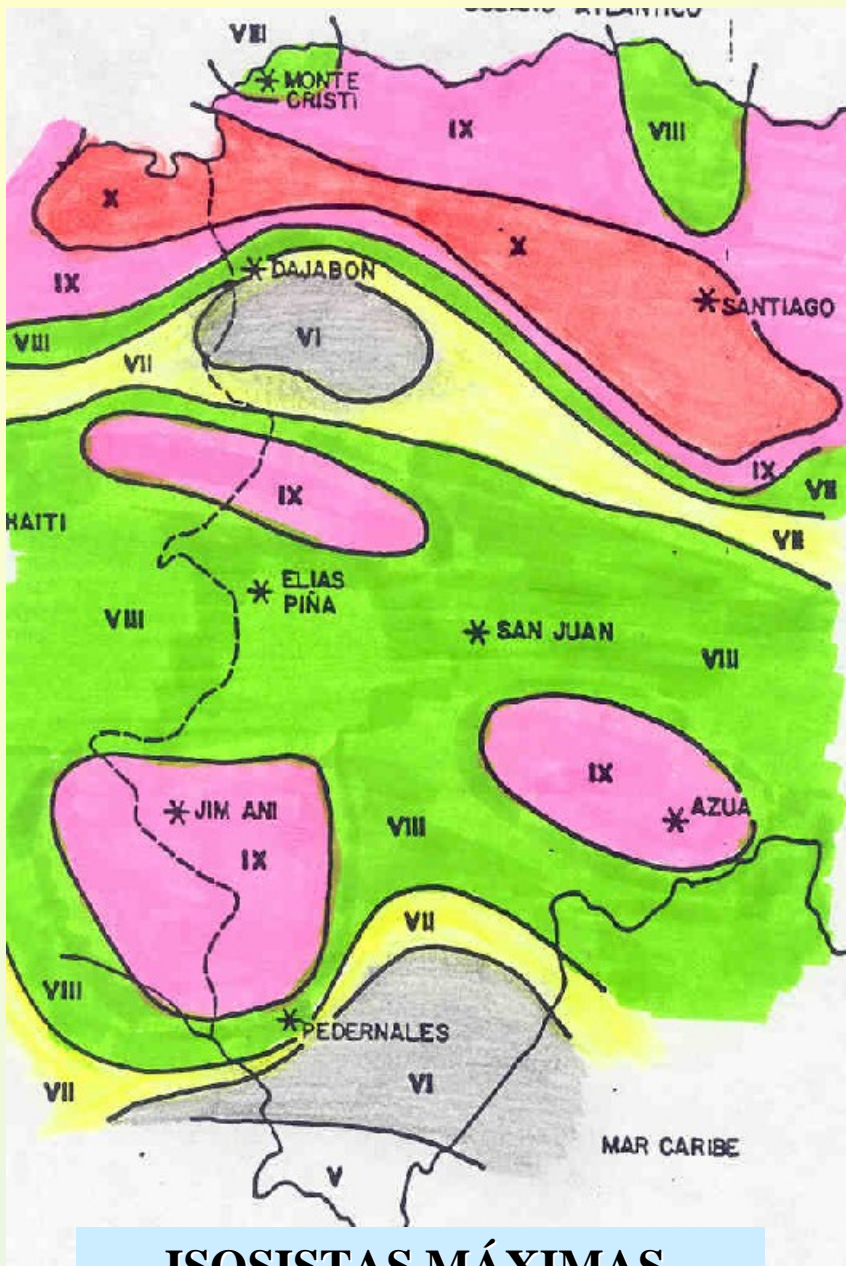 VIII
ATLANTICO
MONTE
CRISTI
IX
VIII
X
X
IX
DAJABON
SANTIAGO
VIII
VI
VII
IX
IX
VII
HAITI
VII
ELIAS
PIÑA
SAN JUAN
VIII
VIII
IX
JIM ANI
AZUA
VIII
IX
VII
VIII
PEDERNALES
VI
VII
MAR CARIBE
V
ISOSISTAS MÁXIMAS